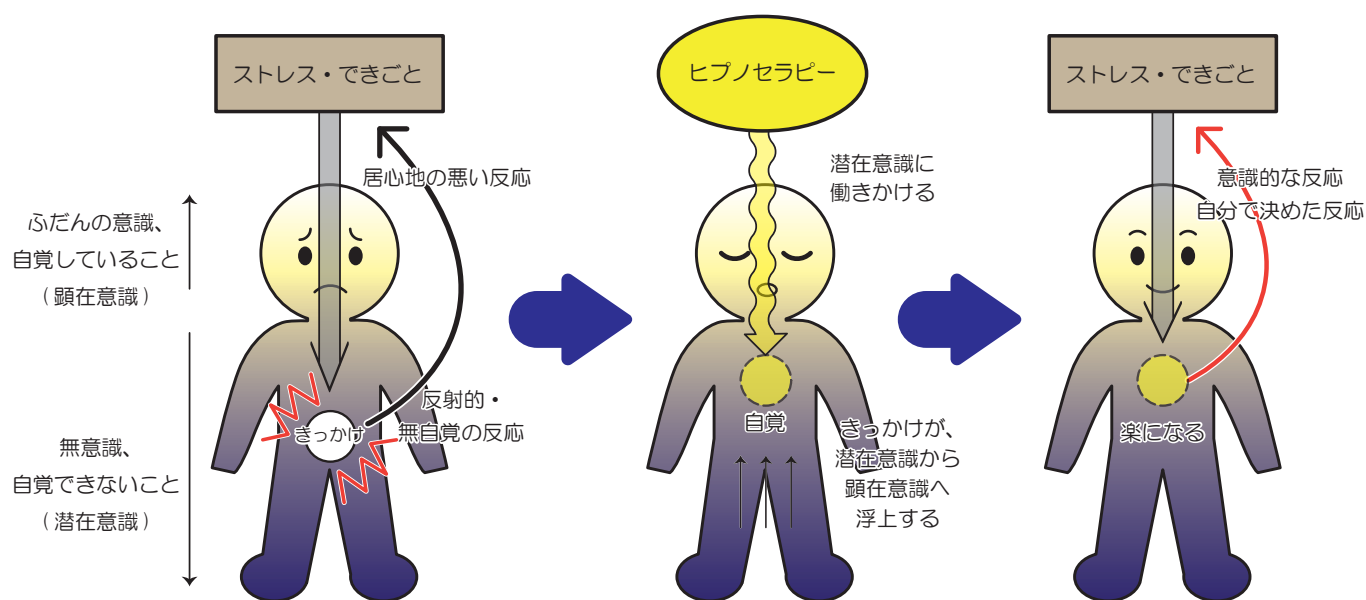 ストレス・できごと
居心地の悪い反応
ふだんの意識、
自覚していること
(顕在意識)
反射的・
無自覚の反応
きっかけ
無意識、
自覚できないこと
(潜在意識)
ヒプノセラピー
潜在意識に
働きかける
自覚
きっかけが、
潜在意識から
顕在意識へ
浮上する
ストレス・できごと
意識的な反応
自分で決めた反応
楽になる